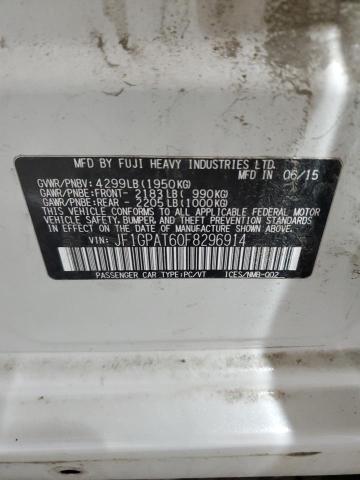 MFD BY FUJI HEAVY INDUSTRIES LTD.
GVWR/PNBV: 4299LB(1950KG) MFD IN 06/15
GAWR/PNBE:FRONT- 2183LB( 990KG)
GAWR/PNBE:REAR - 2205LB(1000KG)
THIS VEHICLE CONFORMS TO ALL APPLICABLE FEDERAL MOTOR
VEHICLE SAFETY, BUMPER, AND THEFT PREVENTION STANDARDS
IN EFFECT ON THE DATE OF MANUFACTURE SHOWN ABOVE.
VIN: JF1GPAT60F8296914
PASSENGER CAR TYPE:PC/VT ICES/NMB-002